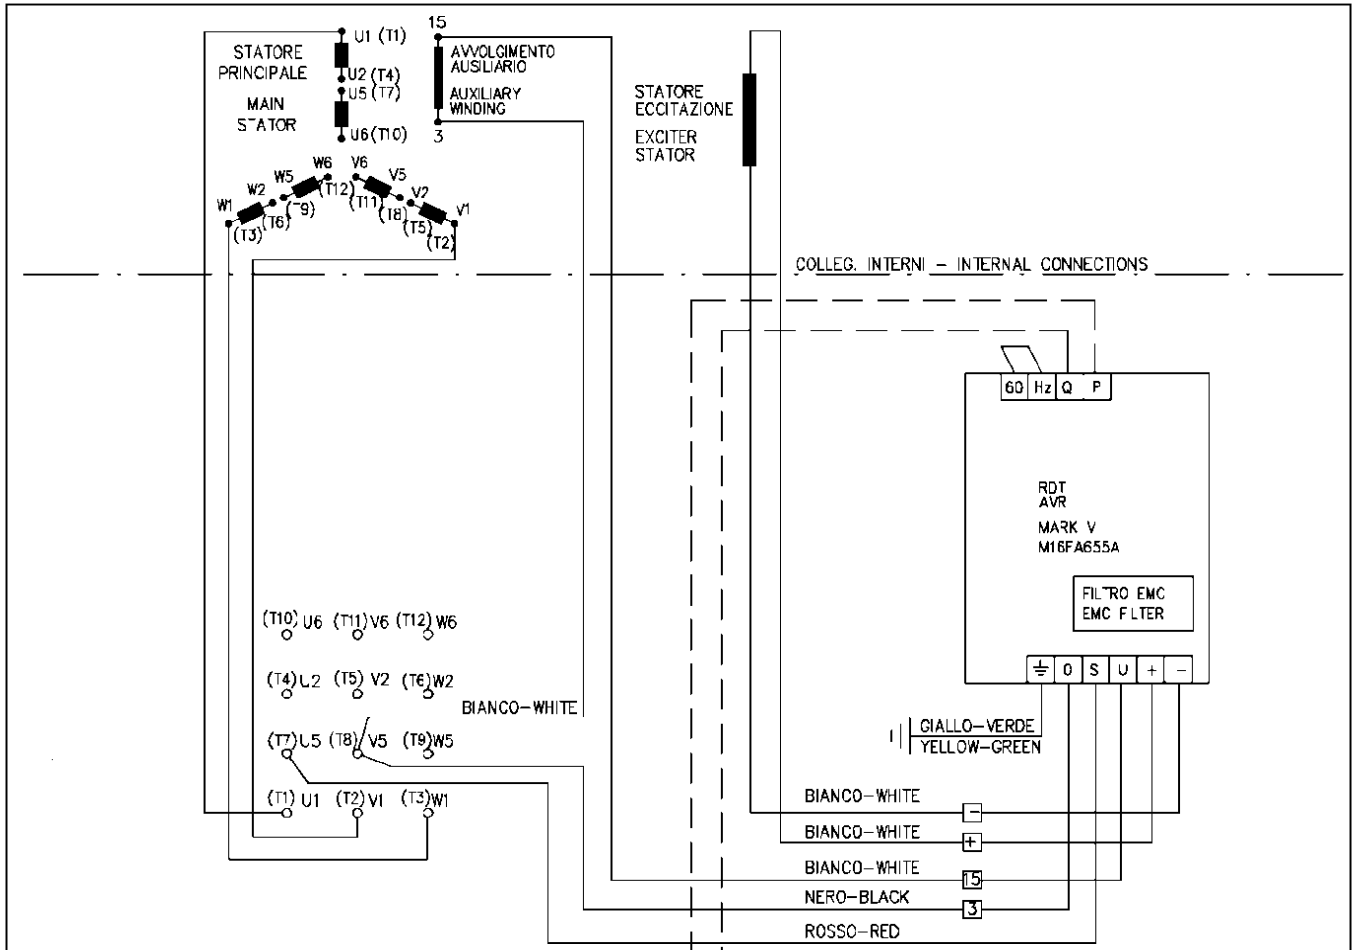 15
U1 (T1)
STATORE
PRINCIPALE
AVVOLGIMENTO
AUSILIARIO
U2 (T4)
U5 (T7)
MAIN
STATOR
AUXILIARY
WINDING
STATORE
ECCITAZIONE
EXCITER
STATOR
U6 (T10)
3
W6 V6
W5 V5
(T12) (T11)
W2 V2
(T9) (T8)
W1 V1
(T6) (T5)
(T3) (T2)
COLLEG. INTERNI - INTERNAL CONNECTIONS
60 Hz Q P
RDT
AVR
MARK V
M16FA655A
FILTRO EMC
EMC FILTER
(T10) U6 (T11) V6 (T12) W6
0 S U + -
(T4) U2 (T5) V2 (T6) W2
BIANCO-WHITE
GIALLO-VERDE
YELLOW-GREEN
(T7) U5 (T8) V5 (T9) W5
(T1) U1 (T2) V1 (T3) W1
BIANCO-WHITE -
BIANCO-WHITE +
BIANCO-WHITE 15
NERO-BLACK 3
ROSSO-RED